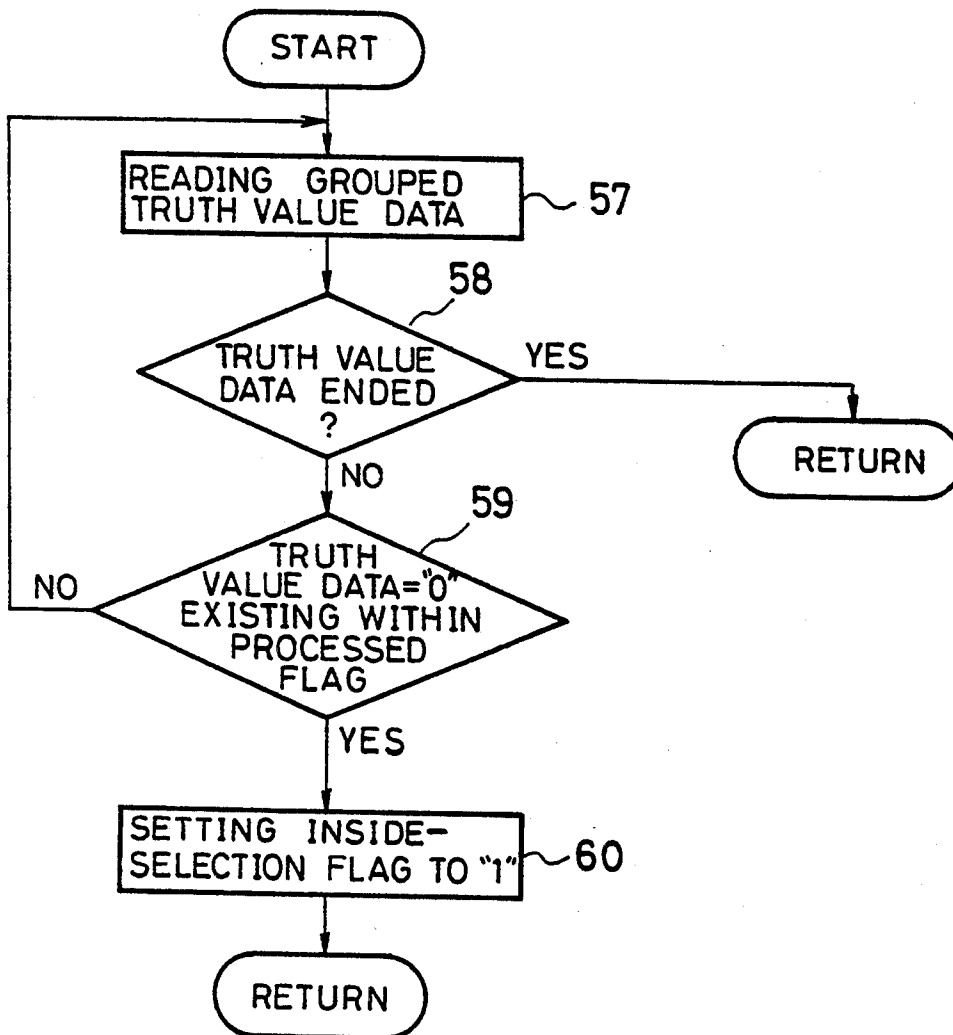 START
READING GROUPED
TRUTH VALUE DATA
57
58
TRUTH VALUE
DATA ENDED
?
YES
RETURN
NO
59
TRUTH
VALUE DATA="0"
EXISTING WITHIN
PROCESSED
FLAG
NO
YES
SETTING INSIDE-
SELECTION FLAG TO "1"
60
RETURN